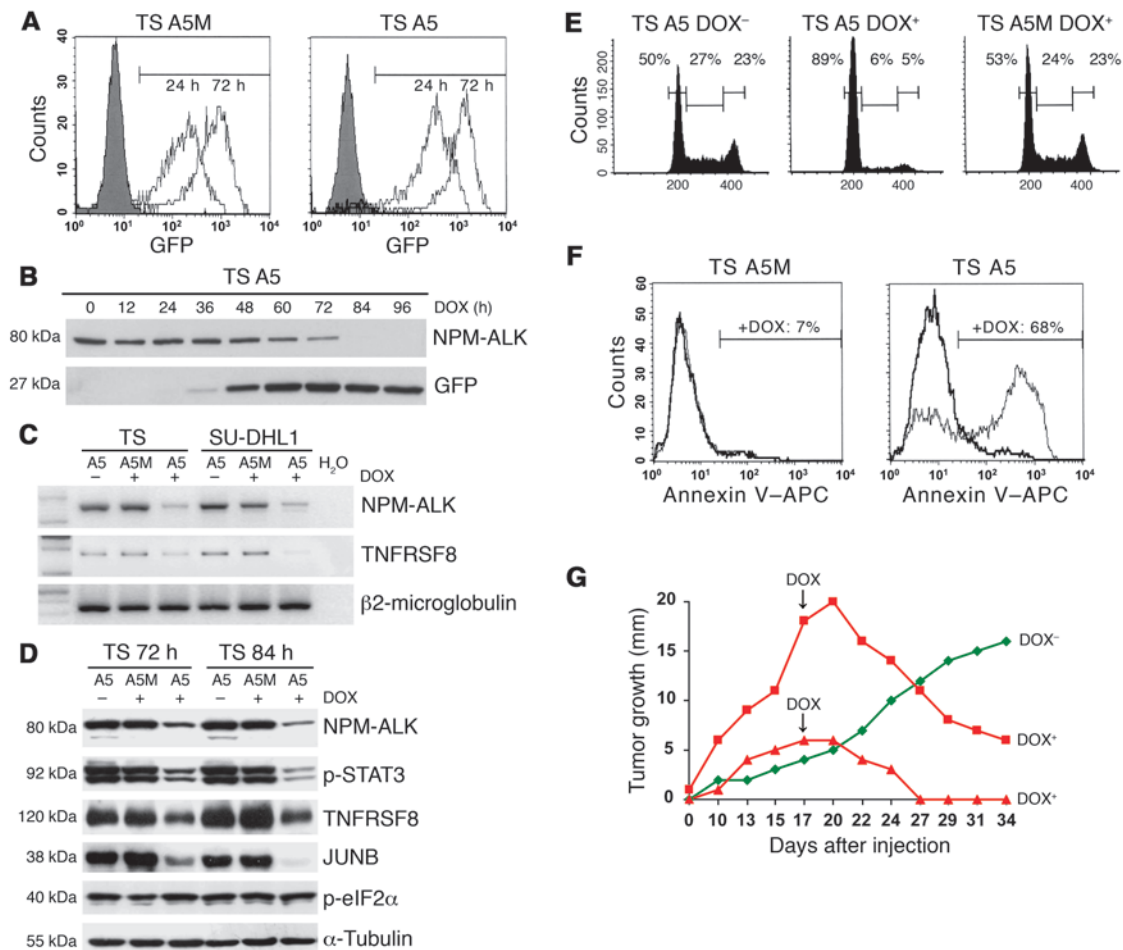 A
TS A5M
TS A5
Counts
40
30
20
10
0
24 h
72 h
24 h
72 h
10⁰ 10¹ 10² 10³ 10⁴
10⁰ 10¹ 10² 10³ 10⁴
GFP
GFP
B
TS A5
0 12 24 36 48 60 72 84 96 DOX (h)
80 kDa NPM-ALK
27 kDa GFP
C
TS SU-DHL1
A5 A5M A5 A5 A5M A5 H₂O
– + + – + + DOX
NPM-ALK
TNFRSF8
β2-microglobulin
D
TS 72 h TS 84 h
A5 A5M A5 A5 A5M A5
– + + – + + DOX
80 kDa NPM-ALK
92 kDa p-STAT3
120 kDa TNFRSF8
38 kDa JUNB
40 kDa p-eIF2α
55 kDa α-Tubulin
E
TS A5 DOX⁻
TS A5 DOX⁺
TS A5M DOX⁺
Counts
200
150
100
50
0
50% 27% 23%
89% 6% 5%
53% 24% 23%
200 400
200 400
200 400
F
TS A5M
TS A5
Counts
60
50
40
30
20
10
0
+DOX: 7%
+DOX: 68%
10⁰ 10¹ 10² 10³ 10⁴
10⁰ 10¹ 10² 10³ 10⁴
Annexin V–APC
Annexin V–APC
G
Tumor growth (mm)
20
15
10
5
0
DOX
DOX
DOX⁻
DOX⁺
DOX⁺
0 10 13 15 17 20 22 24 27 29 31 34
Days after injection